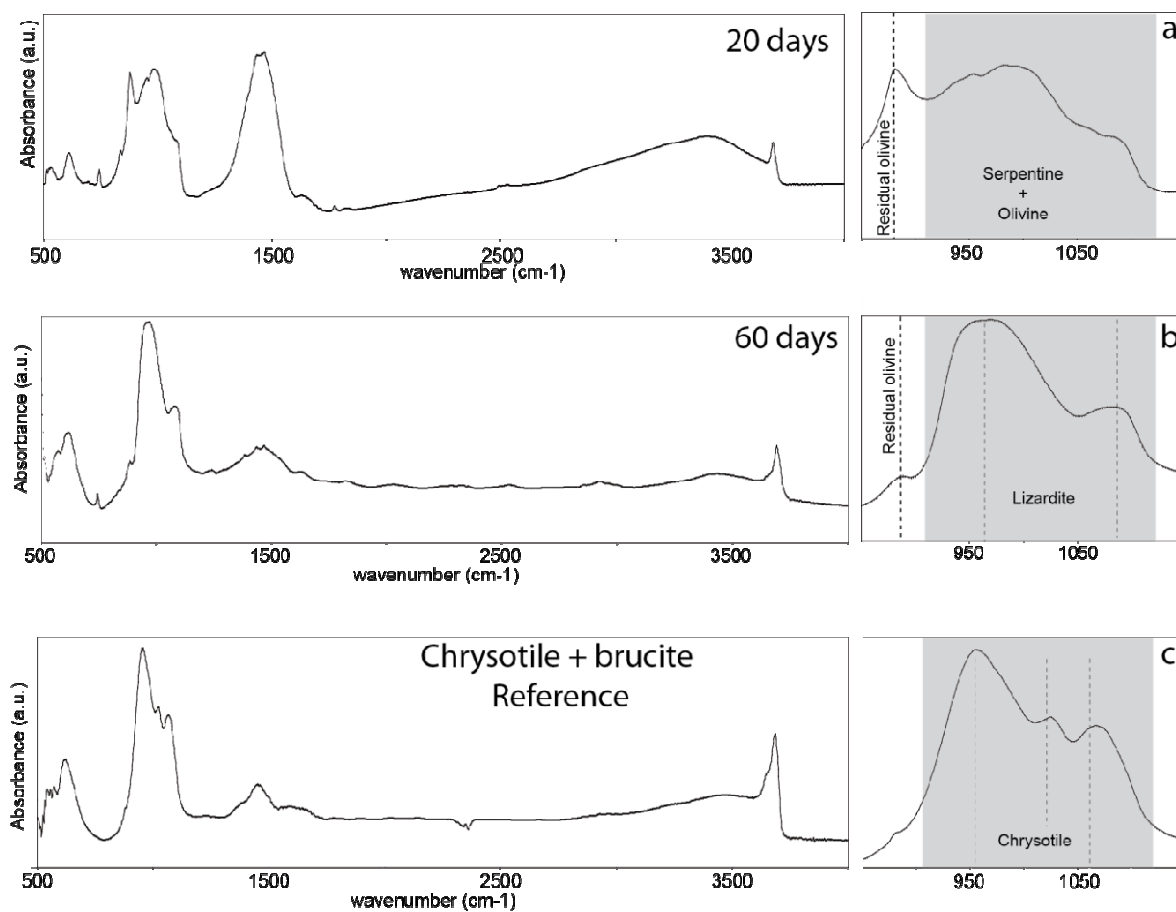 20 days
Absorbance (a.u.)
500 1500 2500 3500
wavenumber (cm-1)
a
Residual olivine
Serpentine
+
Olivine
950 1050
60 days
Absorbance (a.u.)
500 1500 2500 3500
wavenumber (cm-1)
b
Residual olivine
Lizardite
950 1050
Chrysotile + brucite
Reference
Absorbance (a.u.)
500 1500 2500 3500
wavenumber (cm-1)
c
Chrysotile
950 1050